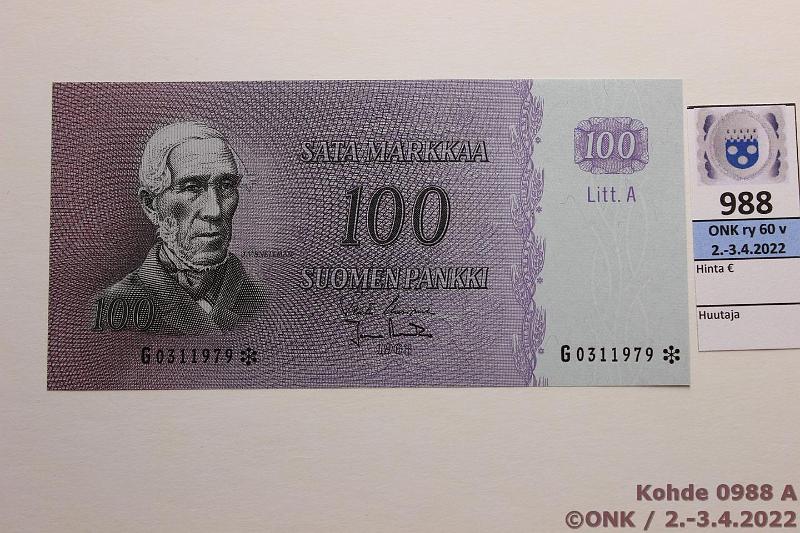 SATA MARKKAA
100
SUOMEN PANKKI
J.V. SNELLMAN
100
G0311979*
100
Litt. A
G0311979*
988
ONK ry 60 v
2.-3.4.2022
Hinta €
Huutaja
Kohde 0988 A
©ONK / 2.-3.4.2022